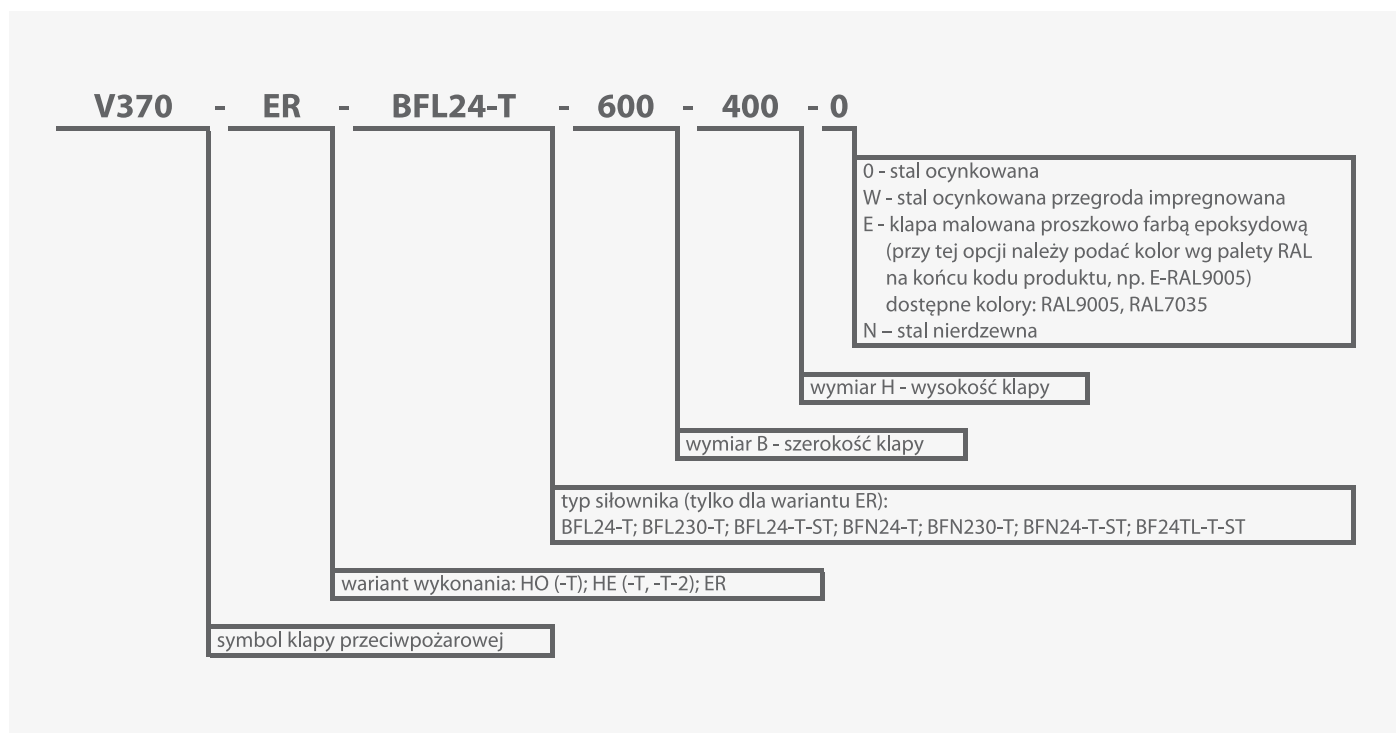 V370 - ER - BFL24-T - 600 - 400 - 0
0 - stal ocynkowana
W - stal ocynkowana przegroda impregnowana
E - klapa malowana proszkowo farbą epoksydową
(przy tej opcji należy podać kolor wg palety RAL
na końcu kodu produktu, np. E-RAL9005)
dostępne kolory: RAL9005, RAL7035
N – stal nierdzewna
wymiar H - wysokość klapy
wymiar B - szerokość klapy
typ siłownika (tylko dla wariantu ER):
BFL24-T; BFL230-T; BFL24-T-ST; BFN24-T; BFN230-T; BFN24-T-ST; BF24TL-T-ST
wariant wykonania: HO (-T); HE (-T, -T-2); ER
symbol klapy przeciwpożarowej